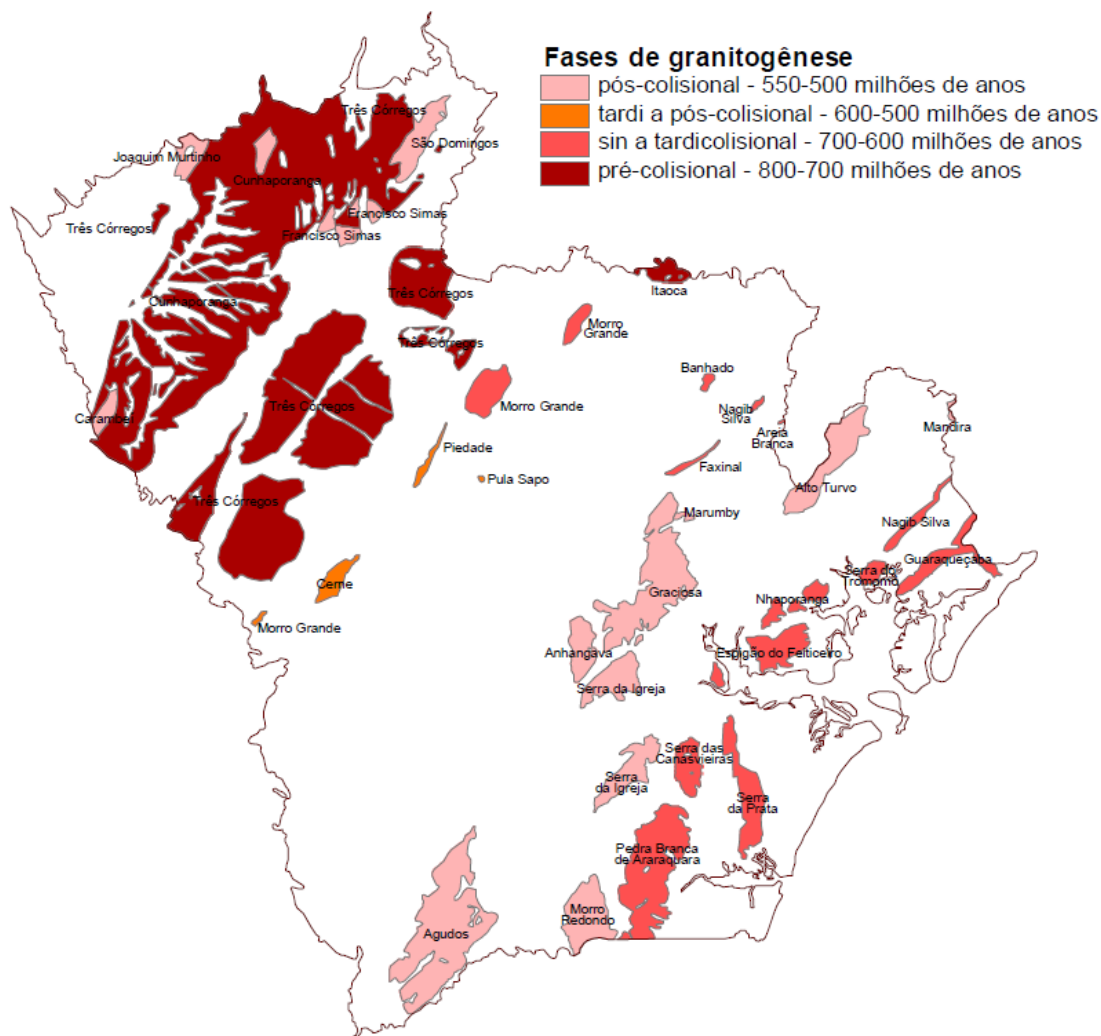 Fases de granitogênese
pós-colisional - 550-500 milhões de anos
tardi a pós-colisional - 600-500 milhões de anos
sin a tardicolisional - 700-600 milhões de anos
pré-colisional - 800-700 milhões de anos
Três Córregos
São Domingos
Joaquim Murtinho
Cunhaporanga
Francisco Simas
Três Córregos
Francisco Simas
Três Córregos
Itaoca
Cunhaporanga
Morro
Grande
Três Córregos
Banhado
Morro Grande
Nagib
Silva
Três Córregos
Carambeí
Mandira
Areia
Branca
Piedade
Faxinal
Pula Sapo
Alto Turvo
Três Córregos
Marumby
Nagib Silva
Guaraqueçaba
Serra do
Tromomo
Cerne
Graciosa
Nhaporanga
Morro Grande
Anhangava
Espigão do Feiticeiro
Serra da Igreja
Serra das
Canasvieiras
Serra
da Igreja
Serra
da Prata
Pedra Branca
de Araraquara
Morro
Redondo
Agudos